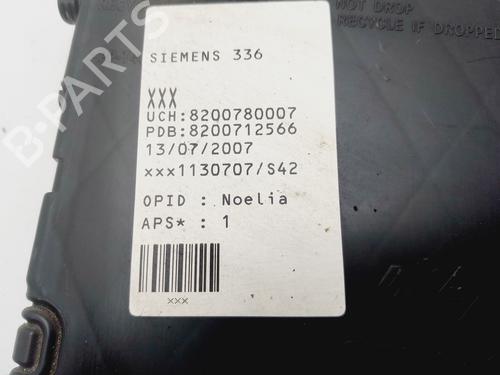 NOT DROP
RECYCLE IF DROPPED
SIEMENS 336
XXX
UCH:8200780007
PDB:8200712566
13/07/2007
xxx1130707/S42
OPID : Noelia
APS* : 1
xxx